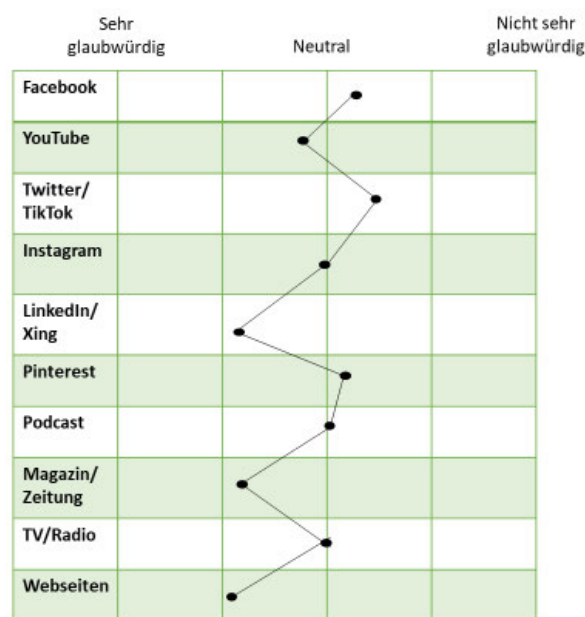 Sehr
glaubwürdig
Neutral
Nicht sehr
glaubwürdig
Facebook
YouTube
Twitter/
TikTok
Instagram
LinkedIn/
Xing
Pinterest
Podcast
Magazin/
Zeitung
TV/Radio
Webseiten